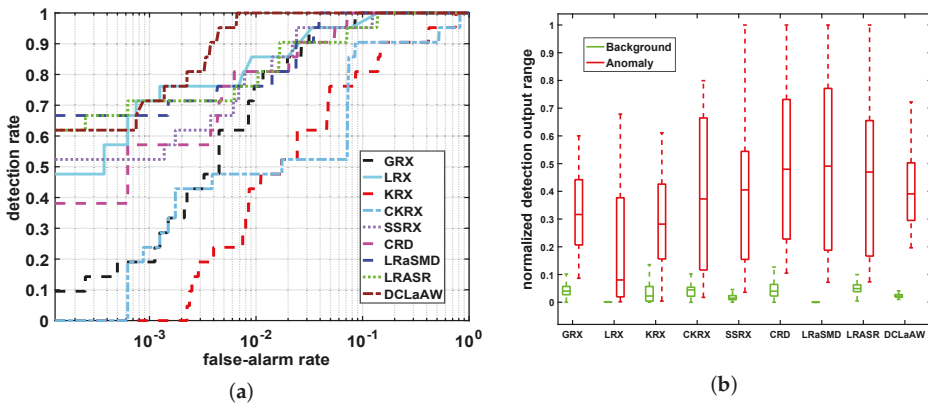 (a)
detection rate
1
0.9
0.8
0.7
0.6
0.5
0.4
0.3
0.2
0.1
0
GRX
LRX
KRX
CKRX
SSRX
CRD
LRaSMD
LRASR
DCLaAW
10^-3
10^-2
10^-1
10^0
false-alarm rate
(a)
normalized detection output range
1
0.9
0.8
0.7
0.6
0.5
0.4
0.3
0.2
0.1
0
Background
Anomaly
GRX LRX KRX CKRX SSRX CRD LRaSMD LRASR DCLaAW
(b)